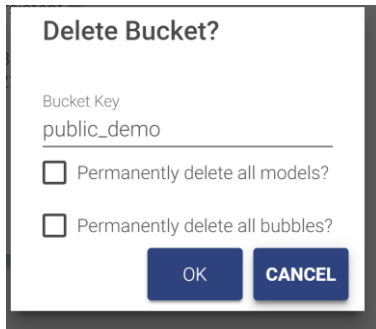 Delete Bucket?
Bucket Key
public_demo
Permanently delete all models?
Permanently delete all bubbles?
OK CANCEL